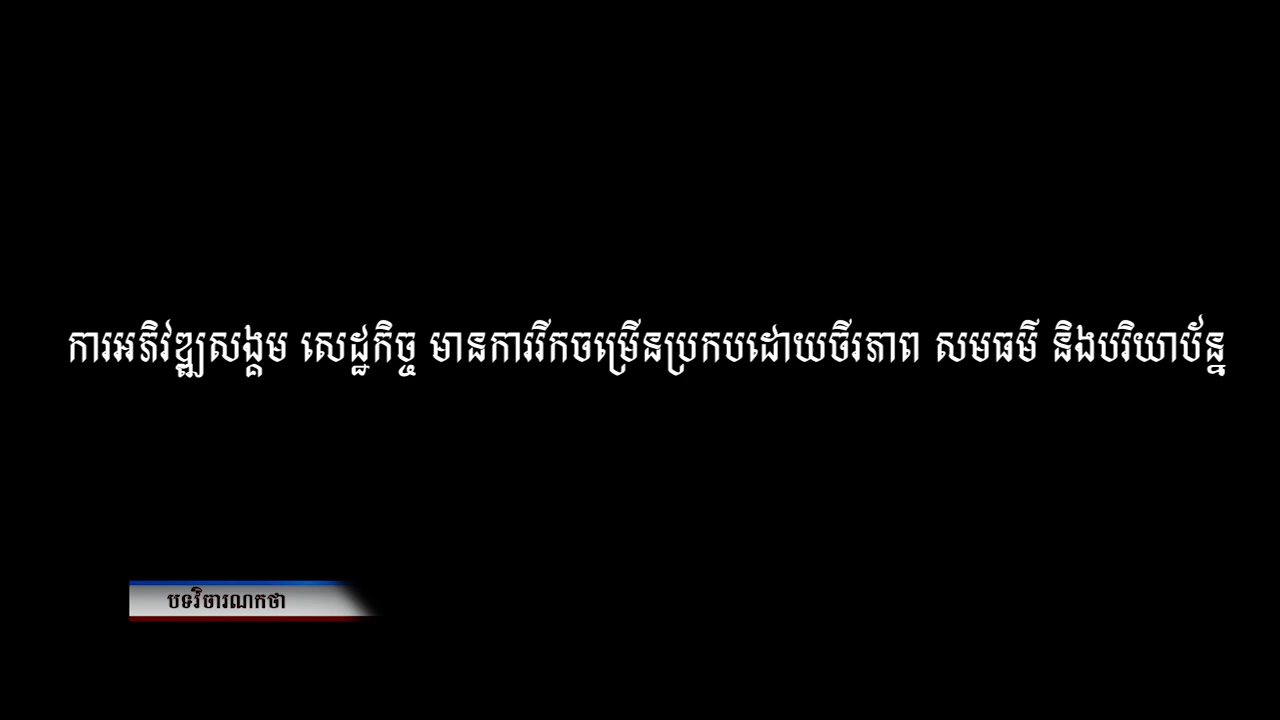 ការអភិវឌ្ឍសង្គម សេដ្ឋកិច្ច មានការរីកចម្រើនប្រកបដោយចីរភាព សមធម៌ និងបរិយាប័ន្ន
បទវិចារណកថា